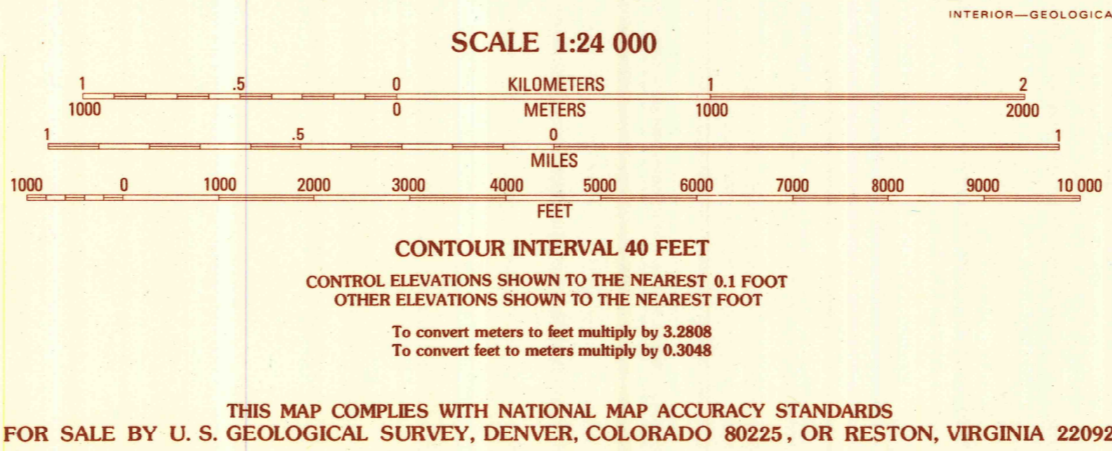 INTERIOR—GEOLOGICA
SCALE 1:24 000
1 .5 0 KILOMETERS 1 2
1000 0 METERS 1000 2000
1 .5 0 1
MILES
1000 0 1000 2000 3000 4000 5000 6000 7000 8000 9000 10 000
FEET
CONTOUR INTERVAL 40 FEET
CONTROL ELEVATIONS SHOWN TO THE NEAREST 0.1 FOOT
OTHER ELEVATIONS SHOWN TO THE NEAREST FOOT
To convert meters to feet multiply by 3.2808
To convert feet to meters multiply by 0.3048
THIS MAP COMPLIES WITH NATIONAL MAP ACCURACY STANDARDS
FOR SALE BY U. S. GEOLOGICAL SURVEY, DENVER, COLORADO 80225, OR RESTON, VIRGINIA 22092